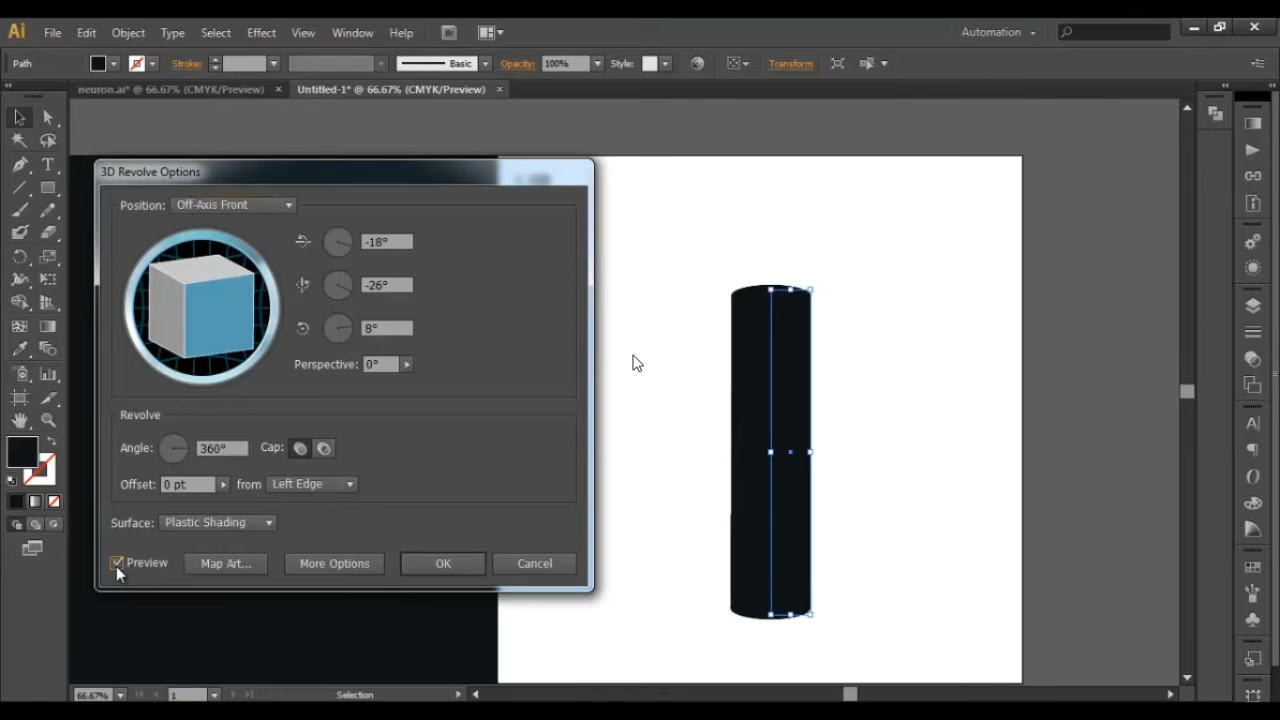 Ai File Edit Object Type Select Effect View Window Help Br Automation
Path Stroke: Basic Opacity: 100% Style: Transform
neuron.ai* @ 66.67% (CMYK/Preview) × Untitled-1* @ 66.67% (CMYK/Preview) ×
3D Revolve Options
Position: Off-Axis Front
-18°
-26°
8°
Perspective: 0°
Revolve
Angle: 360° Cap:
Offset: 0 pt from Left Edge
Surface: Plastic Shading
Preview Map Art... More Options OK Cancel
66.67% 1 Selection